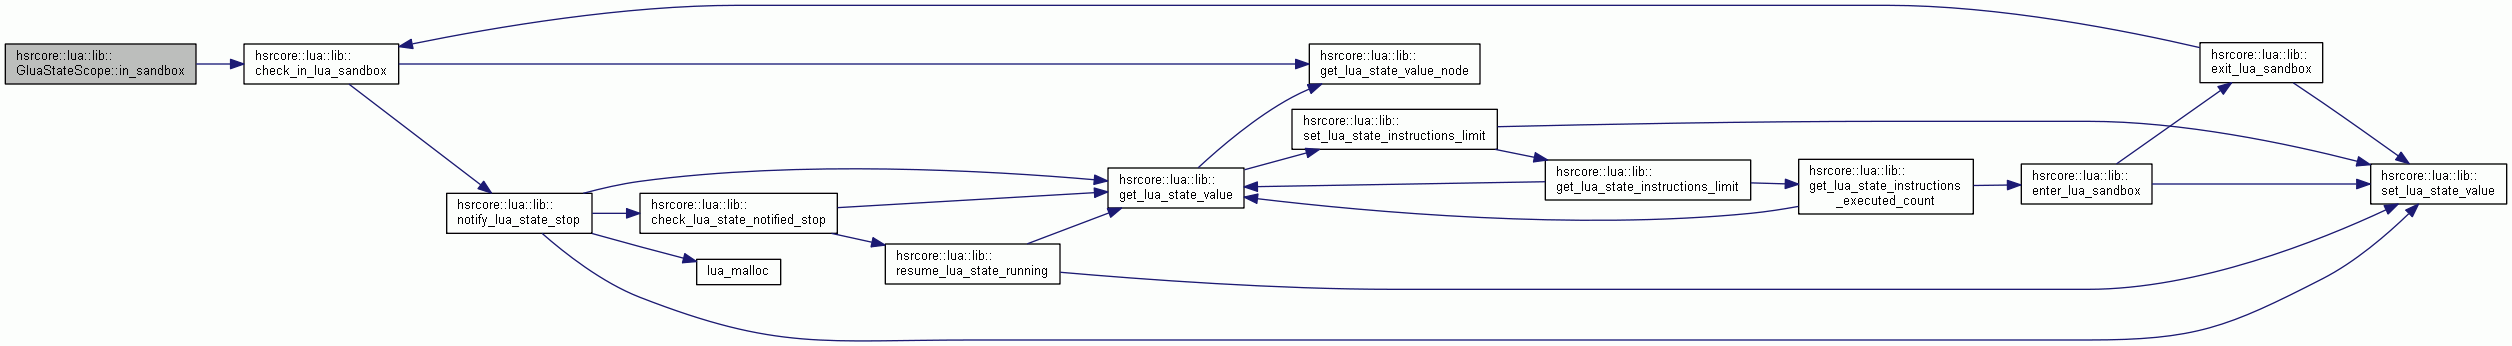 hsrcore::lua::lib::
GluaStateScope::in_sandbox
hsrcore::lua::lib::
check_in_lua_sandbox
hsrcore::lua::lib::
notify_lua_state_stop
hsrcore::lua::lib::
check_lua_state_notified_stop
lua_malloc
hsrcore::lua::lib::
resume_lua_state_running
hsrcore::lua::lib::
get_lua_state_value
hsrcore::lua::lib::
get_lua_state_value_node
hsrcore::lua::lib::
set_lua_state_instructions_limit
hsrcore::lua::lib::
get_lua_state_instructions_limit
hsrcore::lua::lib::
get_lua_state_instructions
_executed_count
hsrcore::lua::lib::
enter_lua_sandbox
hsrcore::lua::lib::
exit_lua_sandbox
hsrcore::lua::lib::
set_lua_state_value